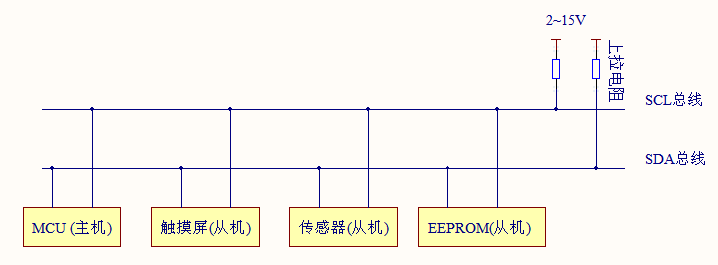 2~15V
上拉电阻
SCL总线
SDA总线
MCU (主机)
触摸屏(从机)
传感器(从机)
EEPROM(从机)